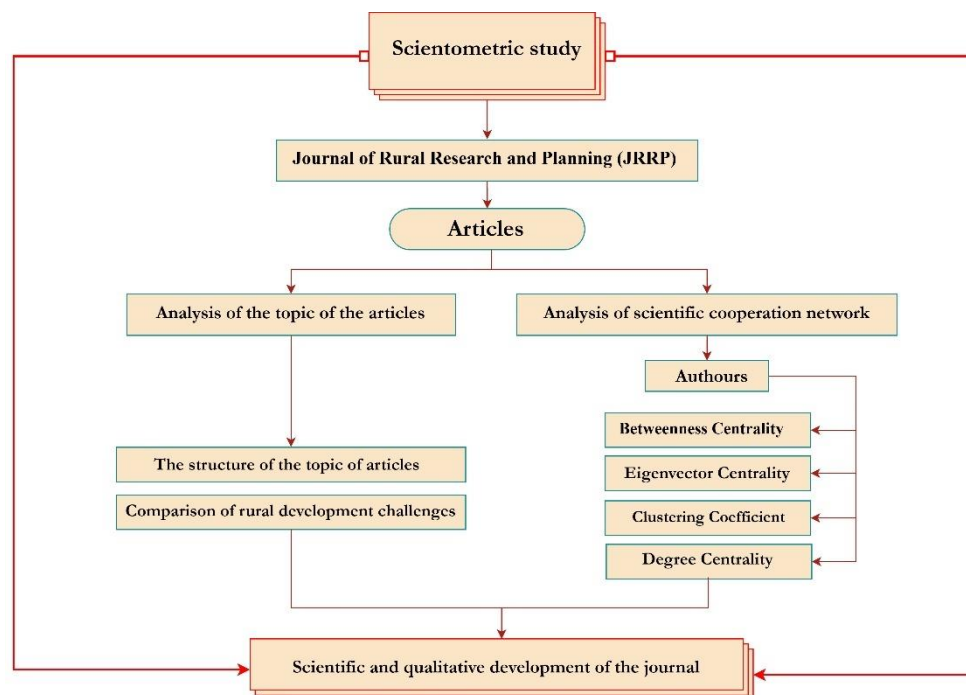 Scientometric study
Journal of Rural Research and Planning (JRRP)
Articles
Analysis of the topic of the articles
Analysis of scientific cooperation network
Authours
Betweenness Centrality
The structure of the topic of articles
Eigenvector Centrality
Comparison of rural development challenges
Clustering Coefficient
Degree Centrality
Scientific and qualitative development of the journal